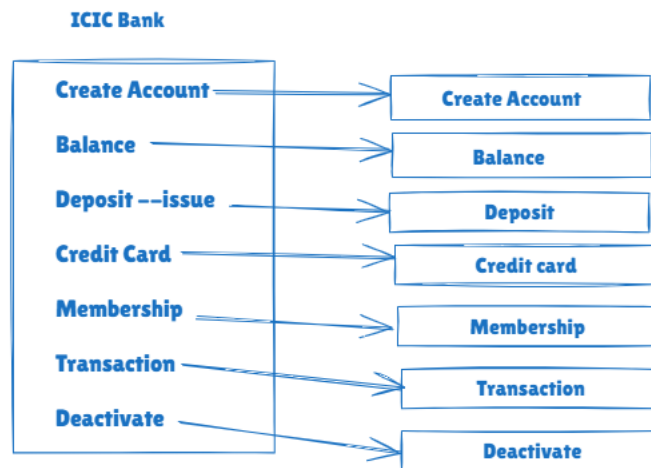 ICIC Bank
Create Account
Balance
Deposit --issue
Credit Card
Membership
Transaction
Deactivate
Create Account
Balance
Deposit
Credit card
Membership
Transaction
Deactivate